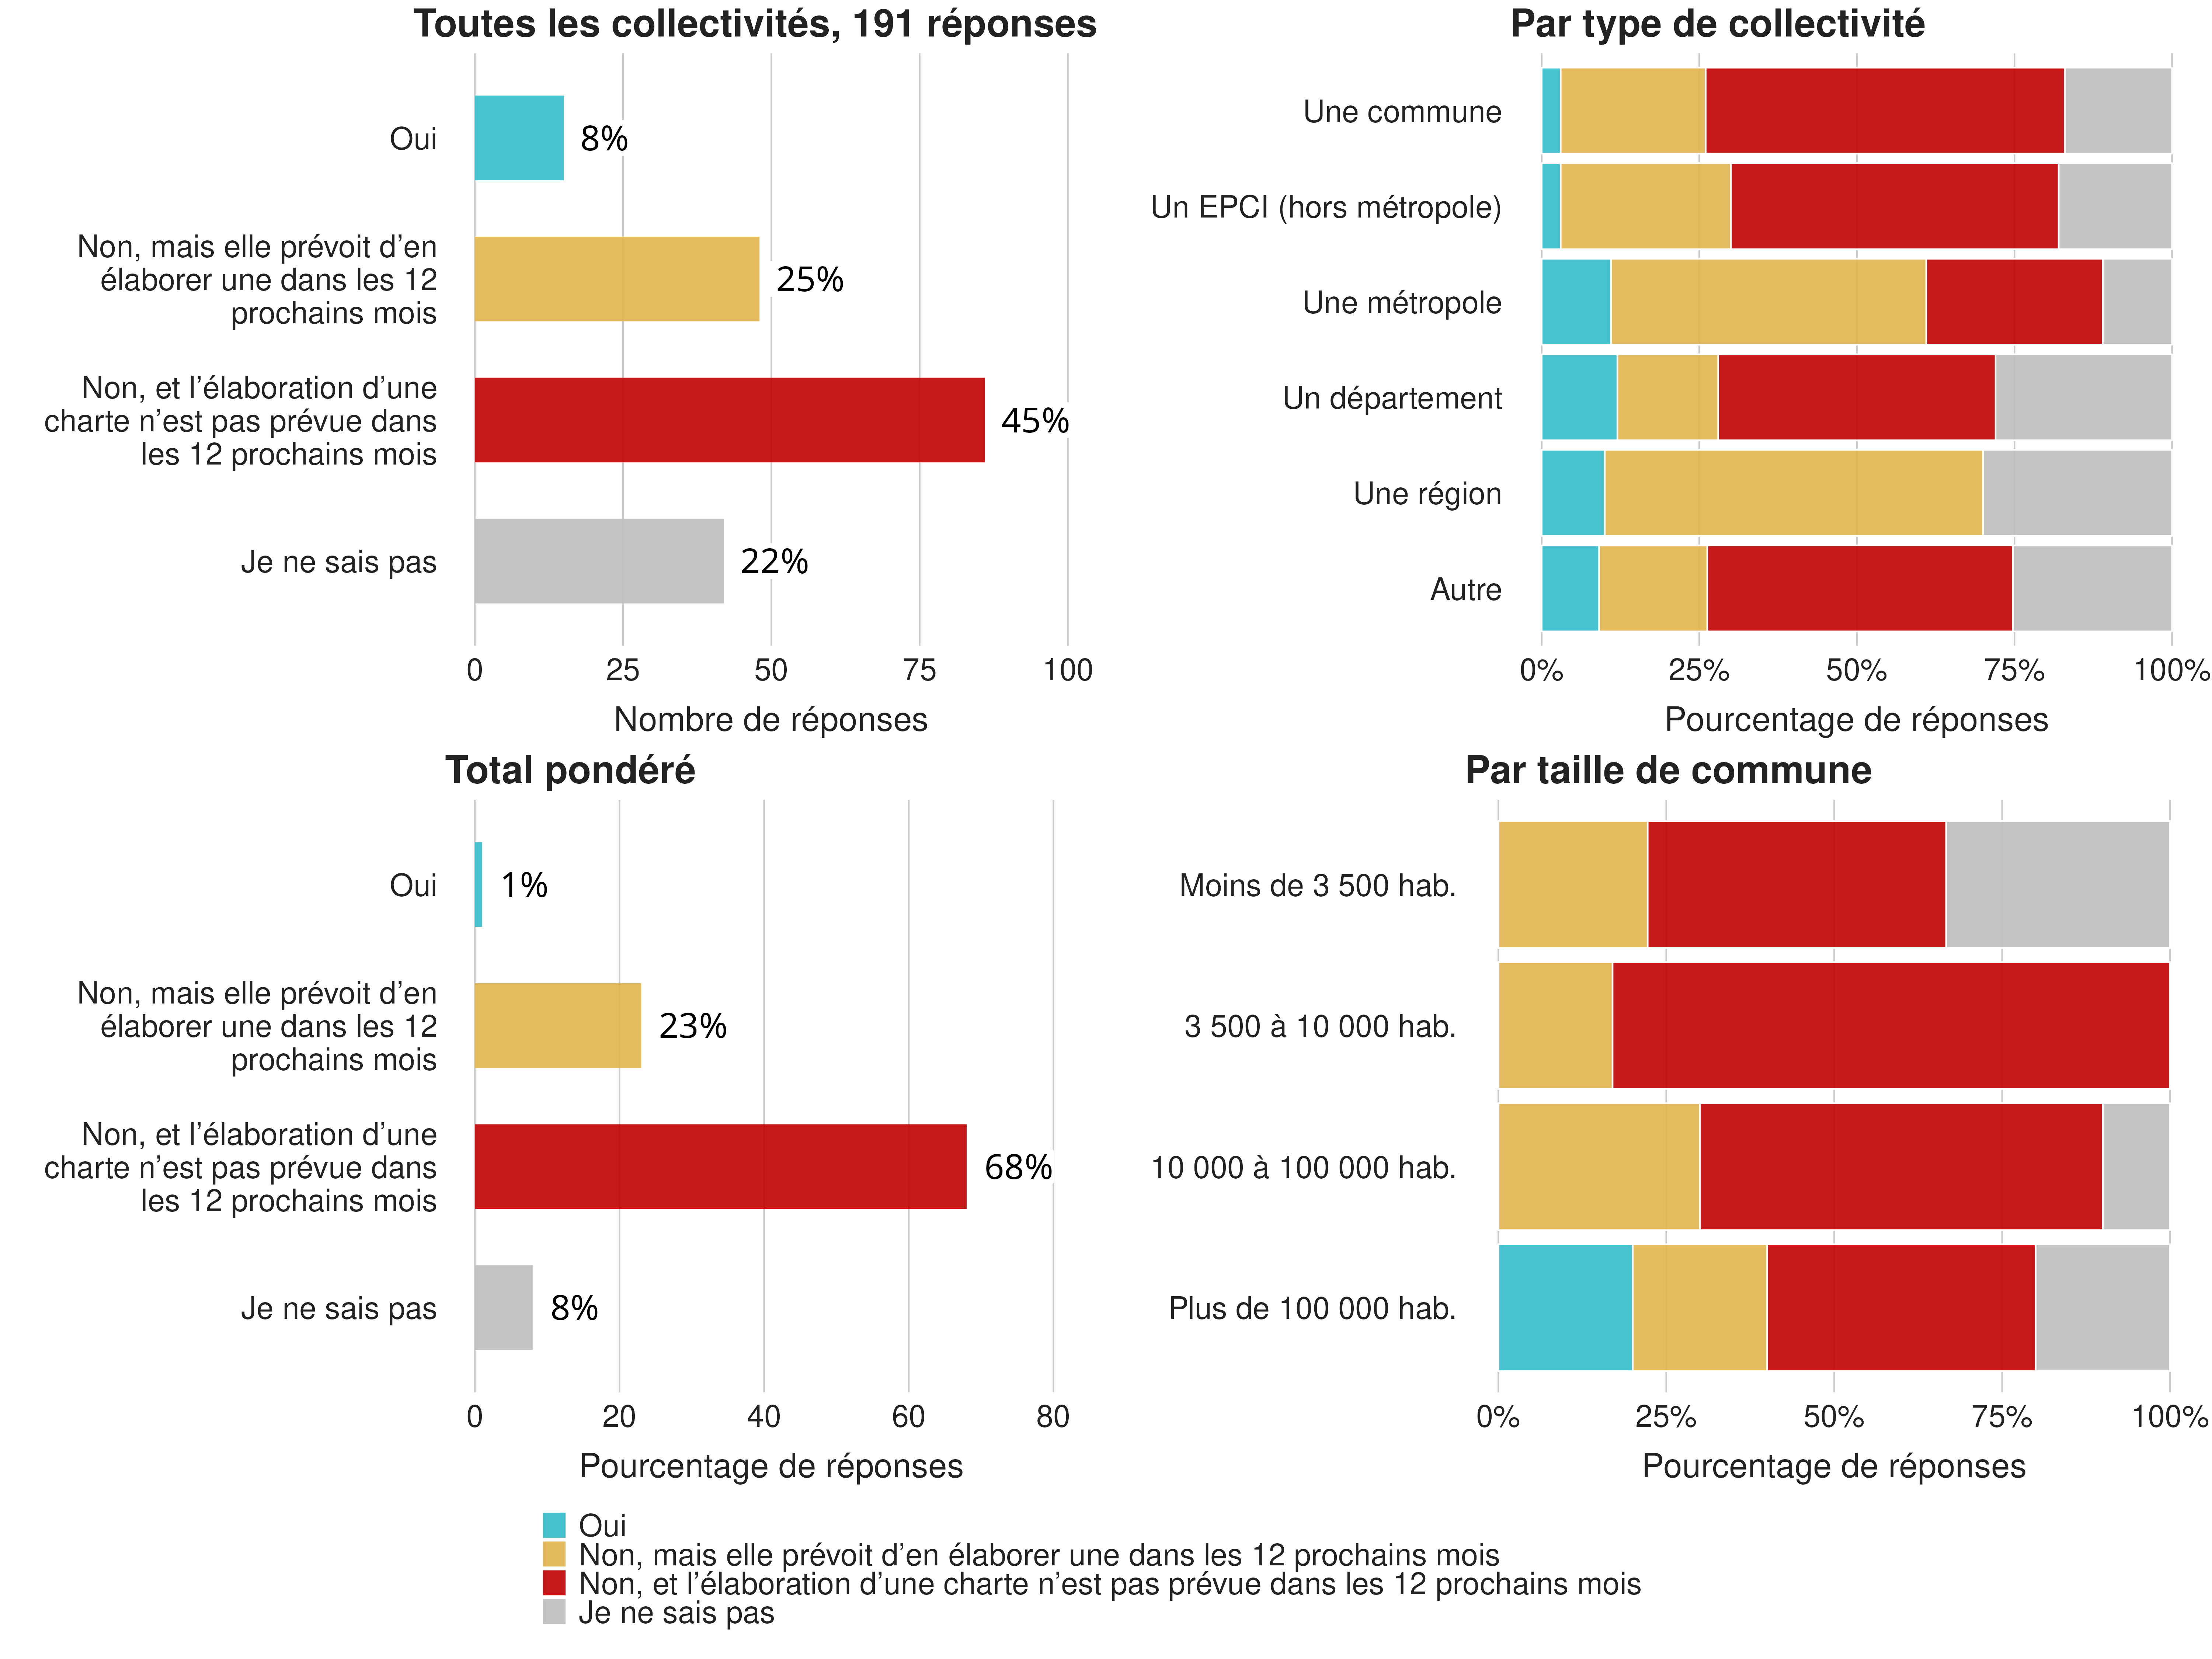 Toutes les collectivités, 191 réponses
Oui
8%
Non, mais elle prévoit d’en
élaborer une dans les 12
prochains mois
25%
Non, et l’élaboration d’une
charte n’est pas prévue dans
les 12 prochains mois
45%
Je ne sais pas
22%
0 25 50 75 100
Nombre de réponses
Par type de collectivité
Une commune
Un EPCI (hors métropole)
Une métropole
Un département
Une région
Autre
0% 25% 50% 75% 100%
Pourcentage de réponses
Total pondéré
Oui
1%
Non, mais elle prévoit d’en
élaborer une dans les 12
prochains mois
23%
Non, et l’élaboration d’une
charte n’est pas prévue dans
les 12 prochains mois
68%
Je ne sais pas
8%
0 20 40 60 80
Pourcentage de réponses
Par taille de commune
Moins de 3 500 hab.
3 500 à 10 000 hab.
10 000 à 100 000 hab.
Plus de 100 000 hab.
0% 25% 50% 75% 100%
Pourcentage de réponses
Oui
Non, mais elle prévoit d’en élaborer une dans les 12 prochains mois
Non, et l’élaboration d’une charte n’est pas prévue dans les 12 prochains mois
Je ne sais pas